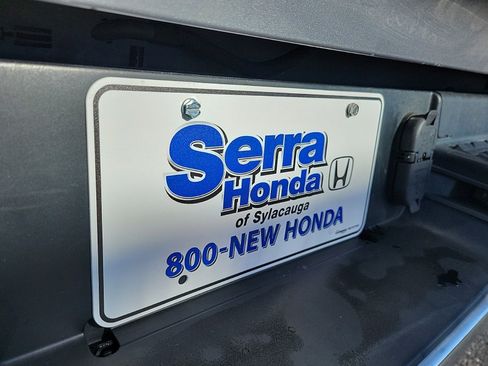 Serra
Honda
of Sylacauga
800-NEW HONDA